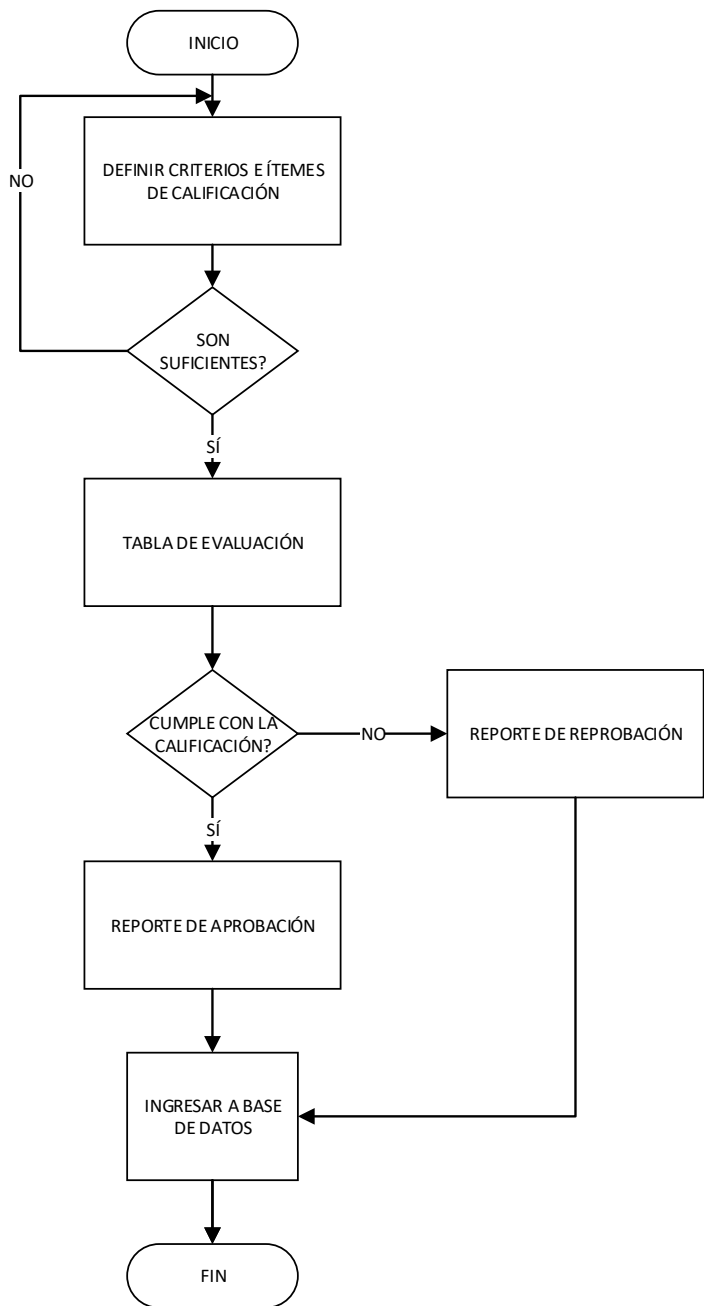 INICIO
NO
DEFINIR CRITERIOS E ÍTEMES
DE CALIFICACIÓN
SON
SUFICIENTES?
SÍ
TABLA DE EVALUACIÓN
CUMPLE CON LA
CALIFICACIÓN?
NO
REPORTE DE REPROBACIÓN
SÍ
REPORTE DE APROBACIÓN
INGRESAR A BASE
DE DATOS
FIN